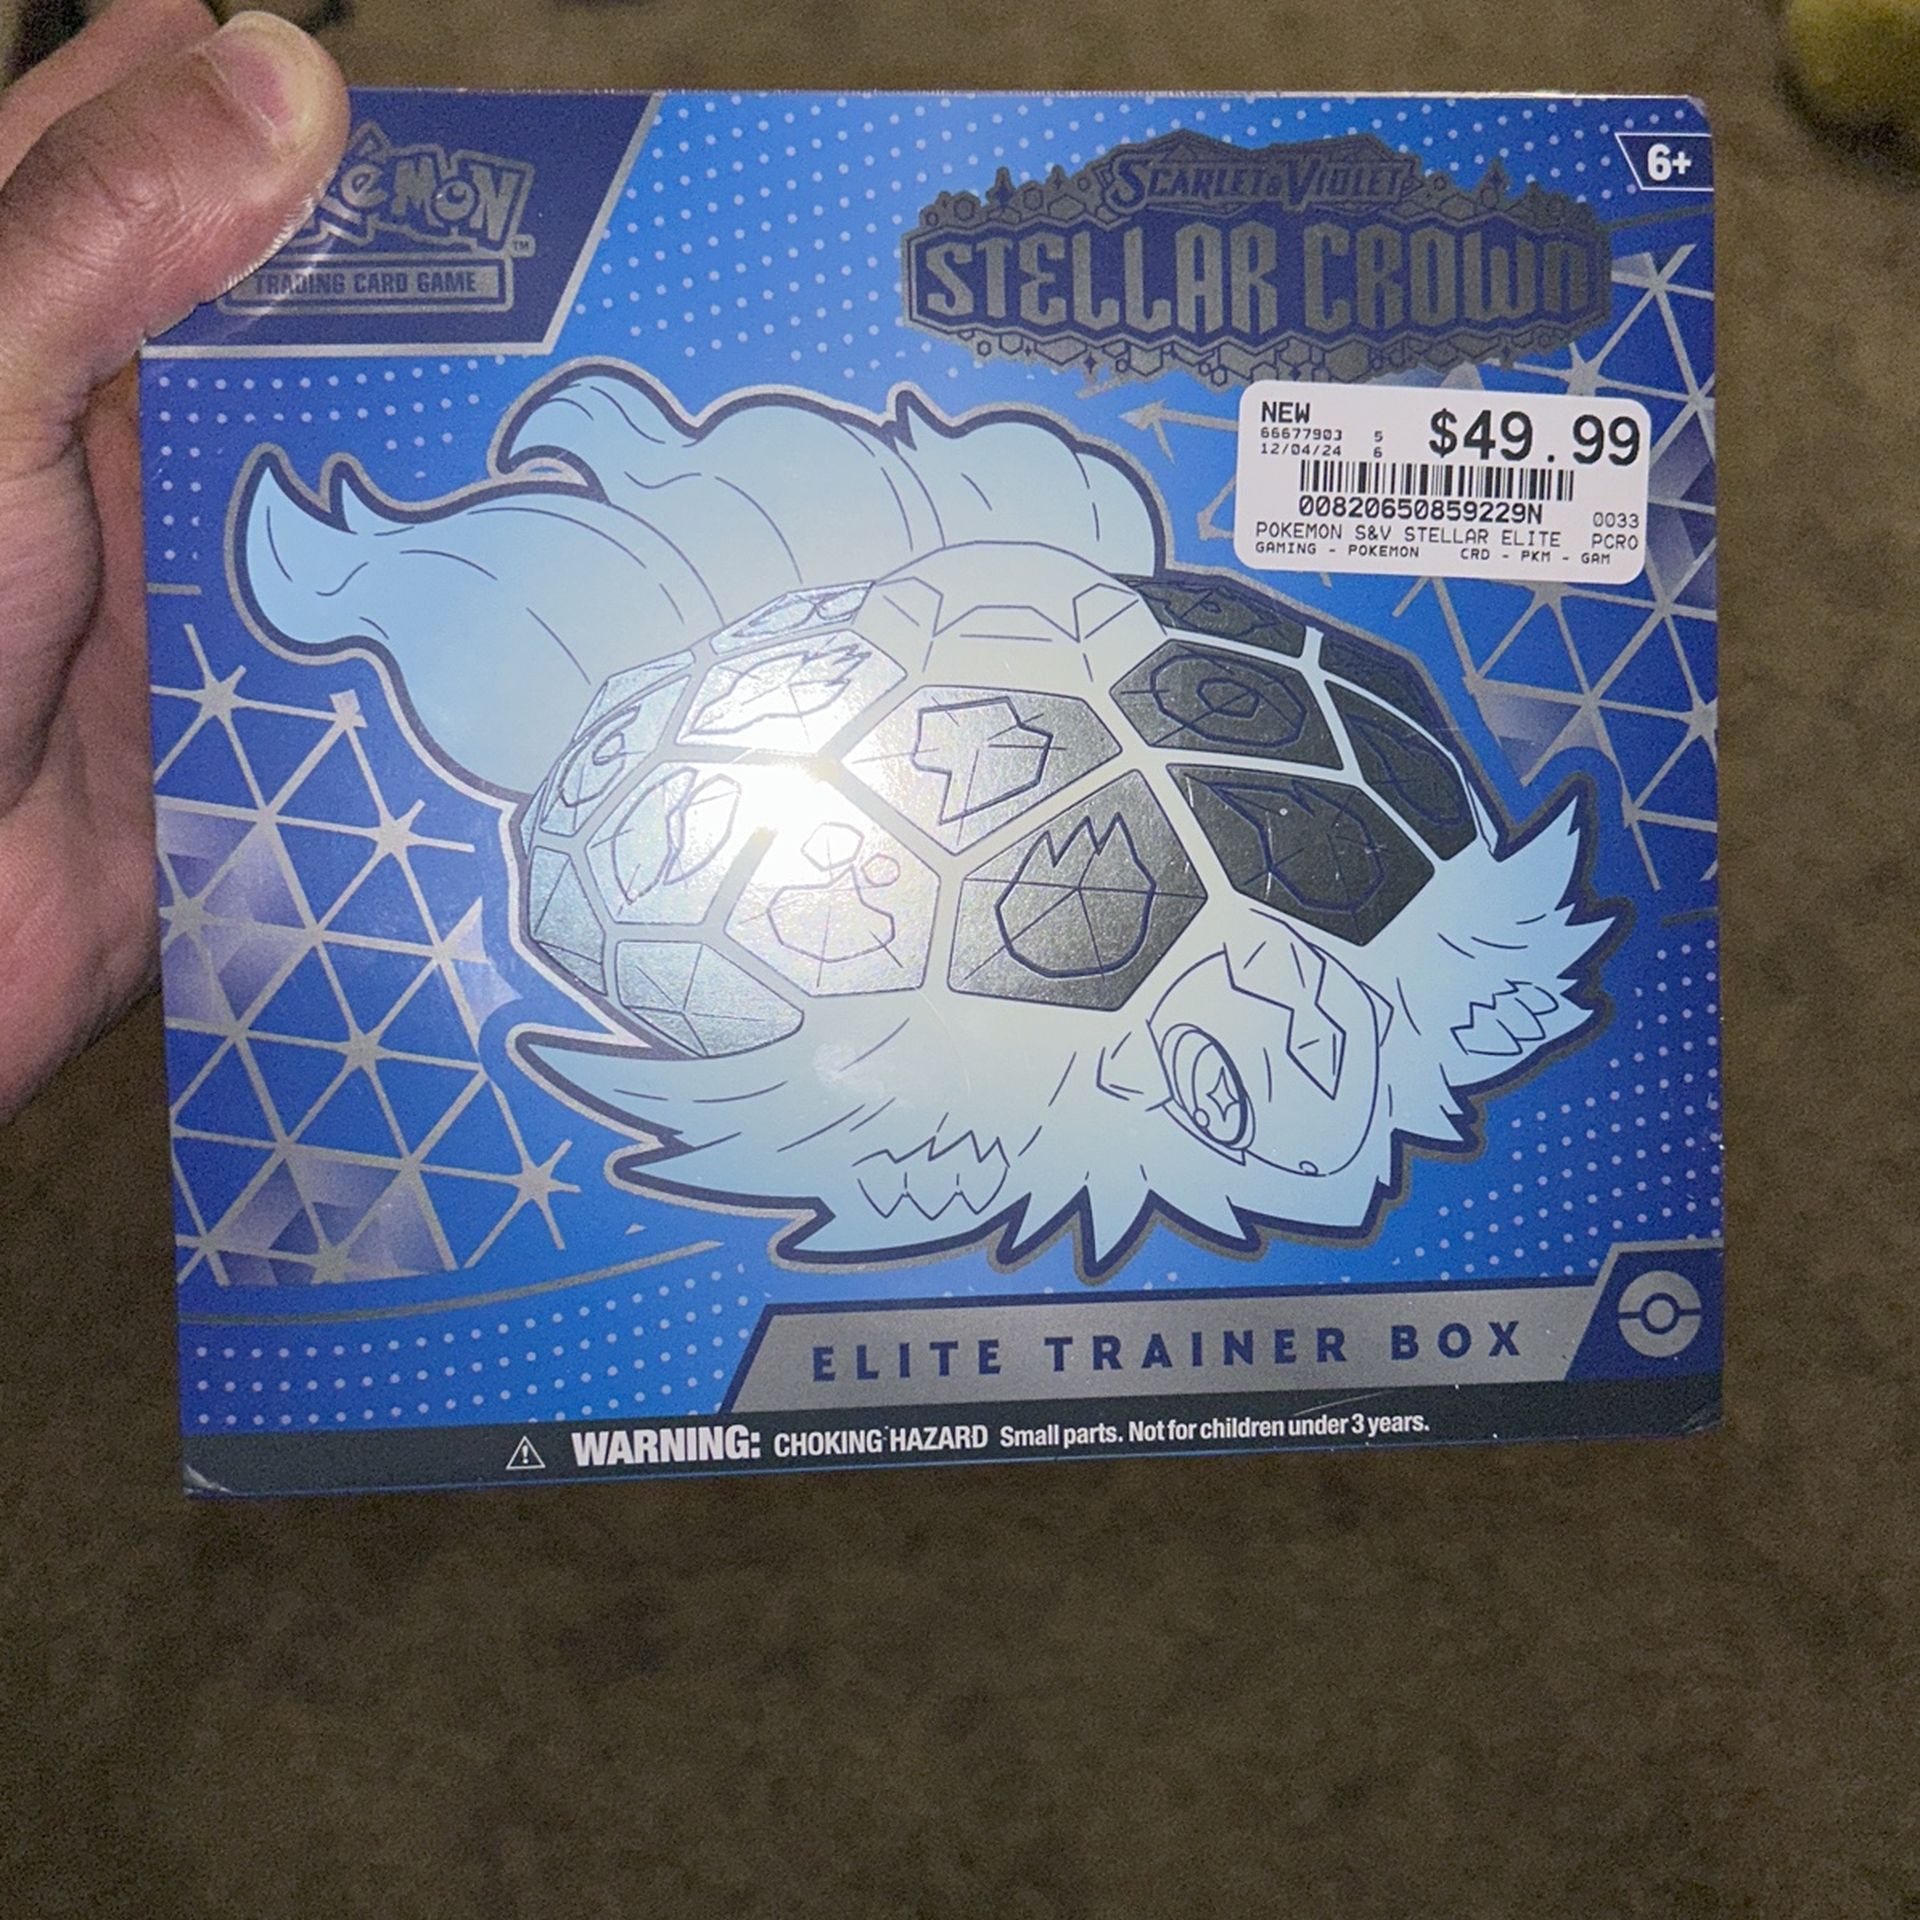 POKéMON
TM
TRADING CARD GAME
SCARLET & VIOLET
STELLAR CROWN
6+
NEW
66677903 5
12/04/24 6
$49.99
00820650859229N 0033
POKEMON S&V STELLAR ELITE PCRO
GAMING - POKEMON CRD - PKM - GAM
ELITE TRAINER BOX
WARNING: CHOKING HAZARD Small parts. Not for children under 3 years.